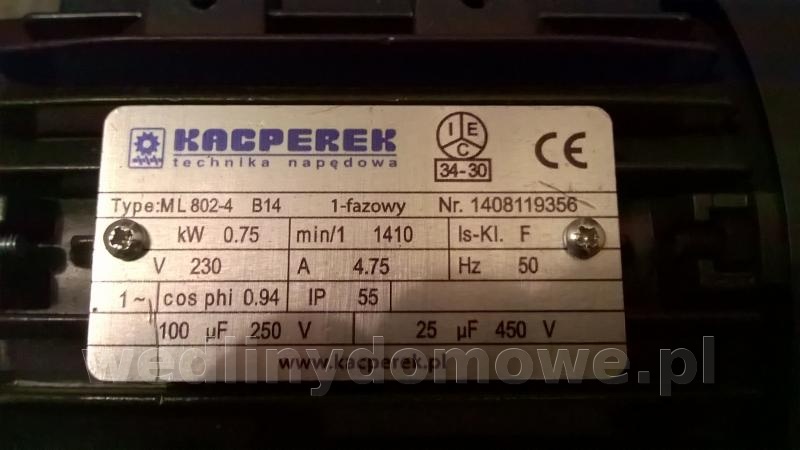 KACPEREK
technika napędowa
I E C
34-30
CE
Type:ML 802-4 B14 1-fazowy Nr. 1408119356
kW 0.75 min/1 1410 Is-Kl. F
V 230 A 4.75 Hz 50
1~ cos phi 0.94 IP 55
100 µF 250 V 25 µF 450 V
www.kacperek.pl
wedlinydomowe.pl